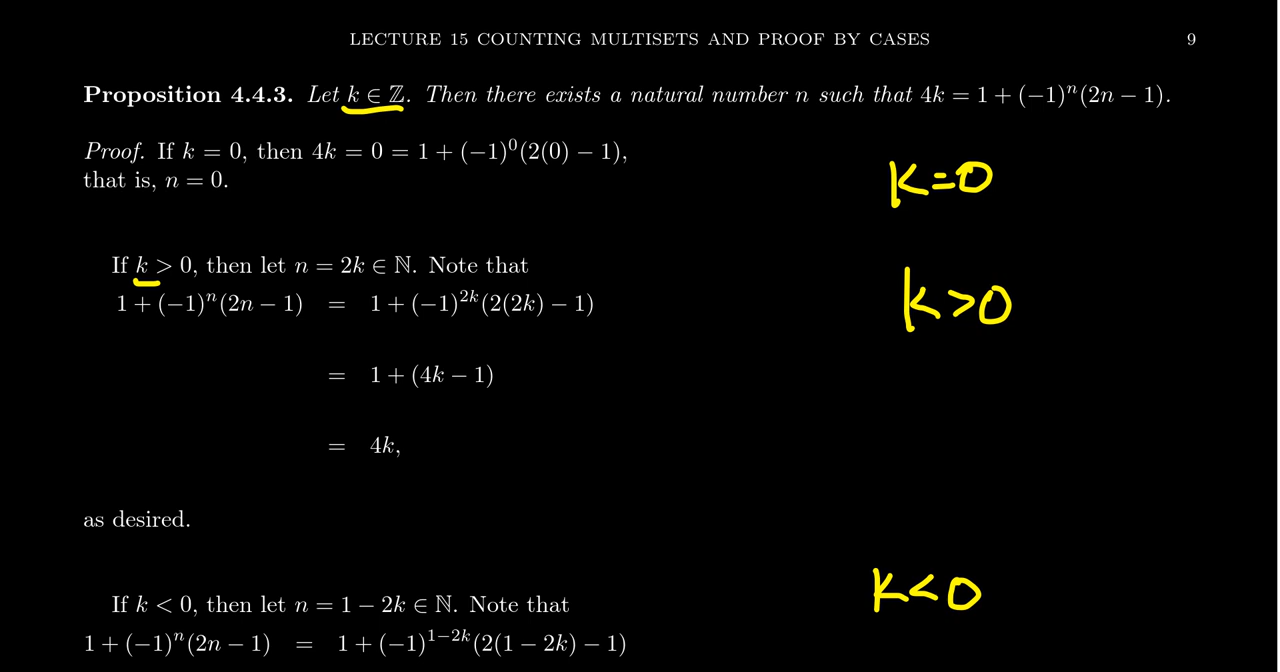 LECTURE 15 COUNTING MULTISETS AND PROOF BY CASES 9
Proposition 4.4.3. Let k ∈ ℤ. Then there exists a natural number n such that 4k = 1 + (−1)ⁿ(2n − 1).
Proof. If k = 0, then 4k = 0 = 1 + (−1)⁰(2(0) − 1),
that is, n = 0.
k=0
If k > 0, then let n = 2k ∈ ℕ. Note that
1 + (−1)ⁿ(2n − 1) = 1 + (−1)²ᵏ(2(2k) − 1)
k>0
= 1 + (4k − 1)
= 4k,
as desired.
k<0
If k < 0, then let n = 1 − 2k ∈ ℕ. Note that
1 + (−1)ⁿ(2n − 1) = 1 + (−1)¹⁻²ᵏ(2(1 − 2k) − 1)